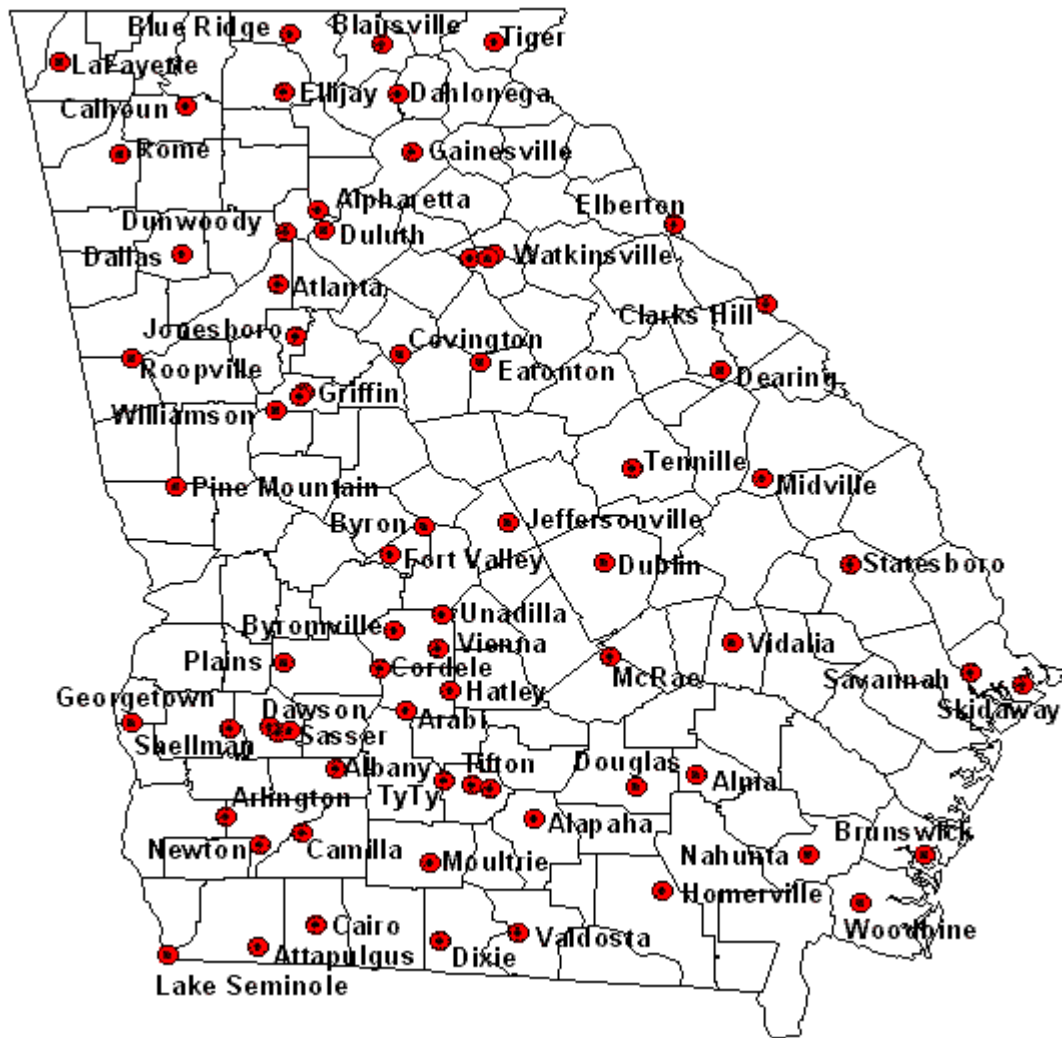 Blue Ridge
Blairsville
Tiger
LaFayette
Ellijay
Dahlonega
Calhoun
Rome
Gainesville
Alpharetta
Elberton
Dunwoody
Duluth
Dallas
Watkinsville
Atlanta
Clarks Hill
Jonesboro
Covington
Roopville
Eatonton
Dearing
Griffin
Williamson
Tennille
Pine Mountain
Midville
Byron
Jeffersonville
Fort Valley
Dublin
Statesboro
Unadilla
Byromville
Vienna
Vidalia
Plains
Cordele
McRae
Savannah
Georgetown
Hatley
Skidaway
Dawson
Arabi
Shellman
Sasser
Albany
Tifton
Douglas
Alma
TyTy
Arlington
Alapaha
Brunswick
Newton
Camilla
Moultrie
Nahunta
Homerville
Cairo
Woodbine
Attapulgus
Dixie
Valdosta
Lake Seminole